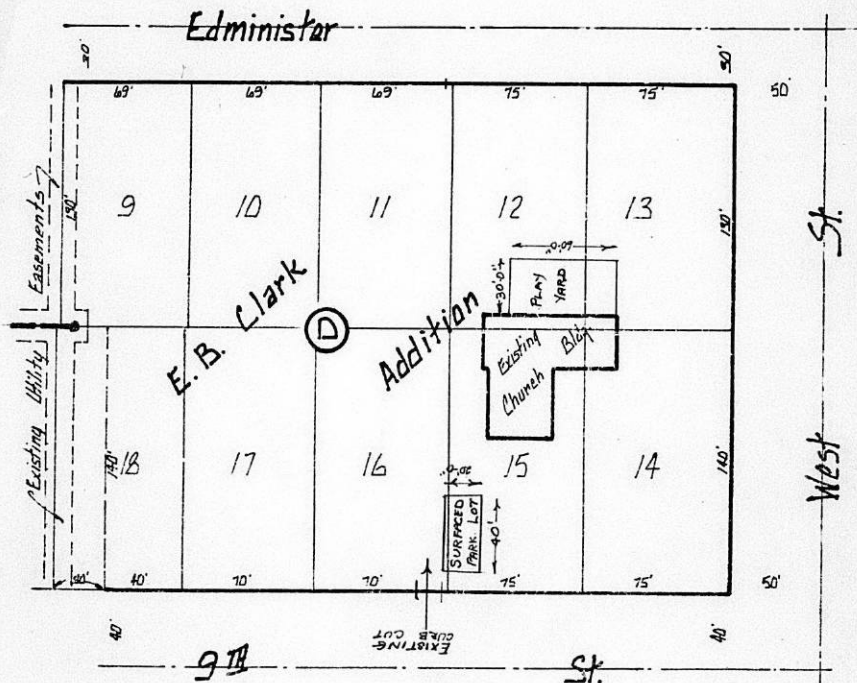 Edminister
30'
30'
69'
69'
69'
75'
75'
50'
Easements
130'
9
10
11
12
13
130'
St.
60'-0"
30'-0"±
PLAY
YARD
E. B. Clark
D
Addition
Existing
Bldg.
Church
Existing Utility
140'
18
17
16
15
14
140'
West
20'-0"
SURFACED
PARK. LOT
40'
30'
40'
70'
70'
75'
75'
50'
40'
EXISTING
CURB
CUT
40'
9TH
St.